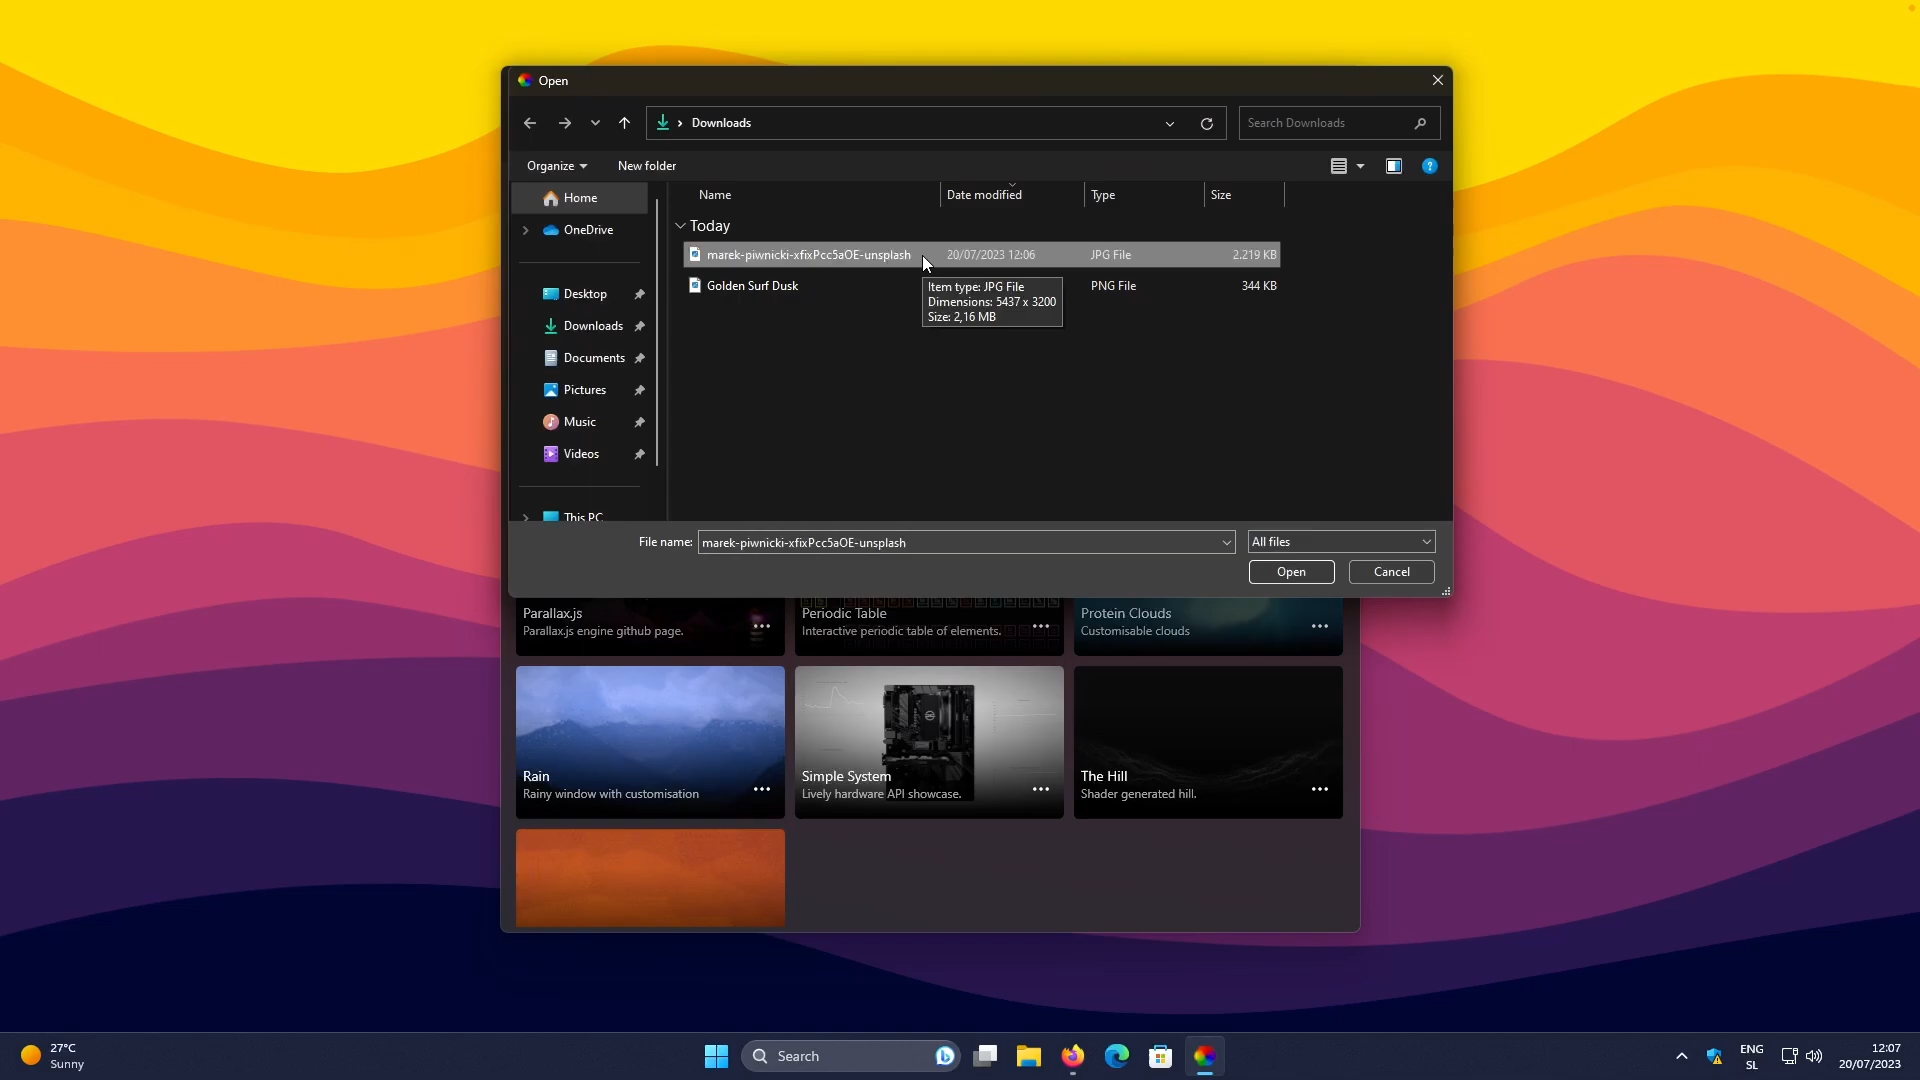 Open
Downloads
Search Downloads
Organize
New folder
?
Name
Date modified
Type
Size
Home
OneDrive
Desktop
Downloads
Documents
Pictures
Music
Videos
This PC
Today
marek-piwnicki-xfixPcc5aOE-unsplash 20/07/2023 12:06 JPG File 2.219 KB
Golden Surf Dusk PNG File 344 KB
Item type: JPG File
Dimensions: 5437 x 3200
Size: 2,16 MB
File name: marek-piwnicki-xfixPcc5aOE-unsplash
All files
Open
Cancel
Parallax.js
Parallax.js engine github page.
Periodic Table
Interactive periodic table of elements.
Protein Clouds
Customisable clouds
Rain
Rainy window with customisation
Simple System
Lively hardware API showcase.
The Hill
Shader generated hill.
27°C
Sunny
Search
ENG
SL
12:07
20/07/2023